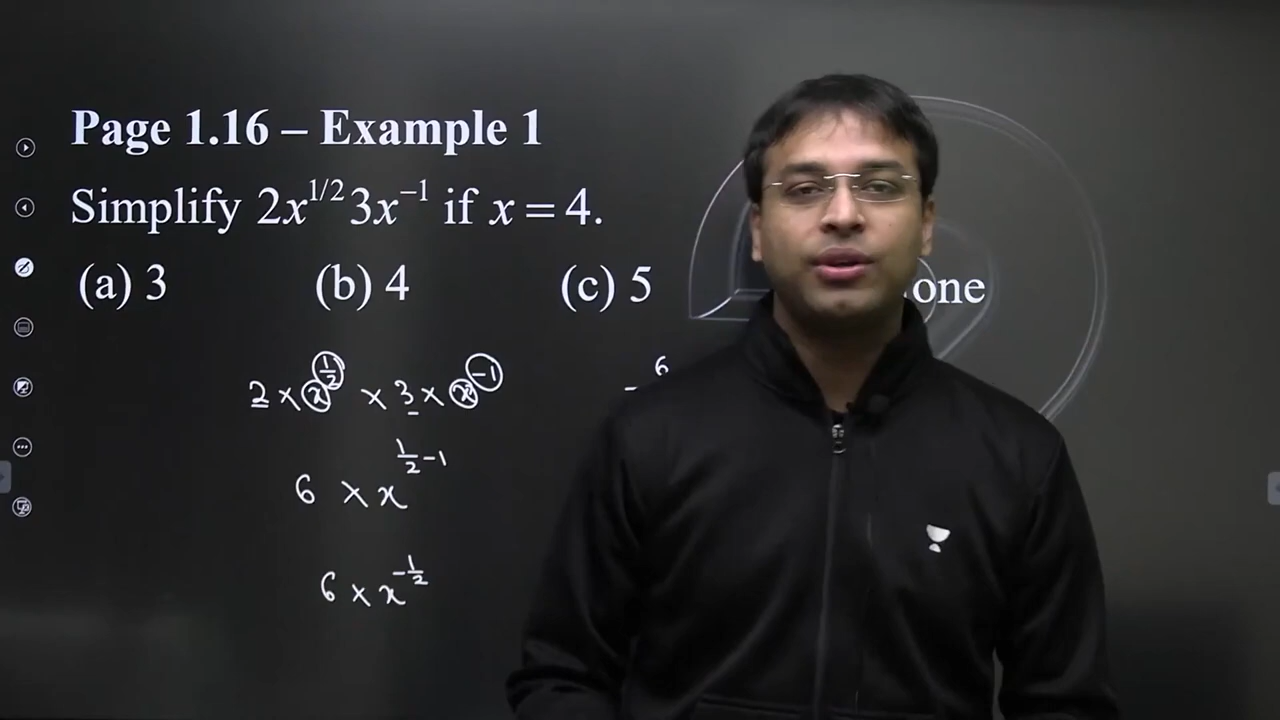 Page 1.16 – Example 1
Simplify 2x^{1/2}3x^{−1} if x = 4.
(a) 3 (b) 4 (c) 5 one
2 × x^{1/2} × 3 × x^{-1}
6
6 × x^{1/2 - 1}
6 × x^{-1/2}